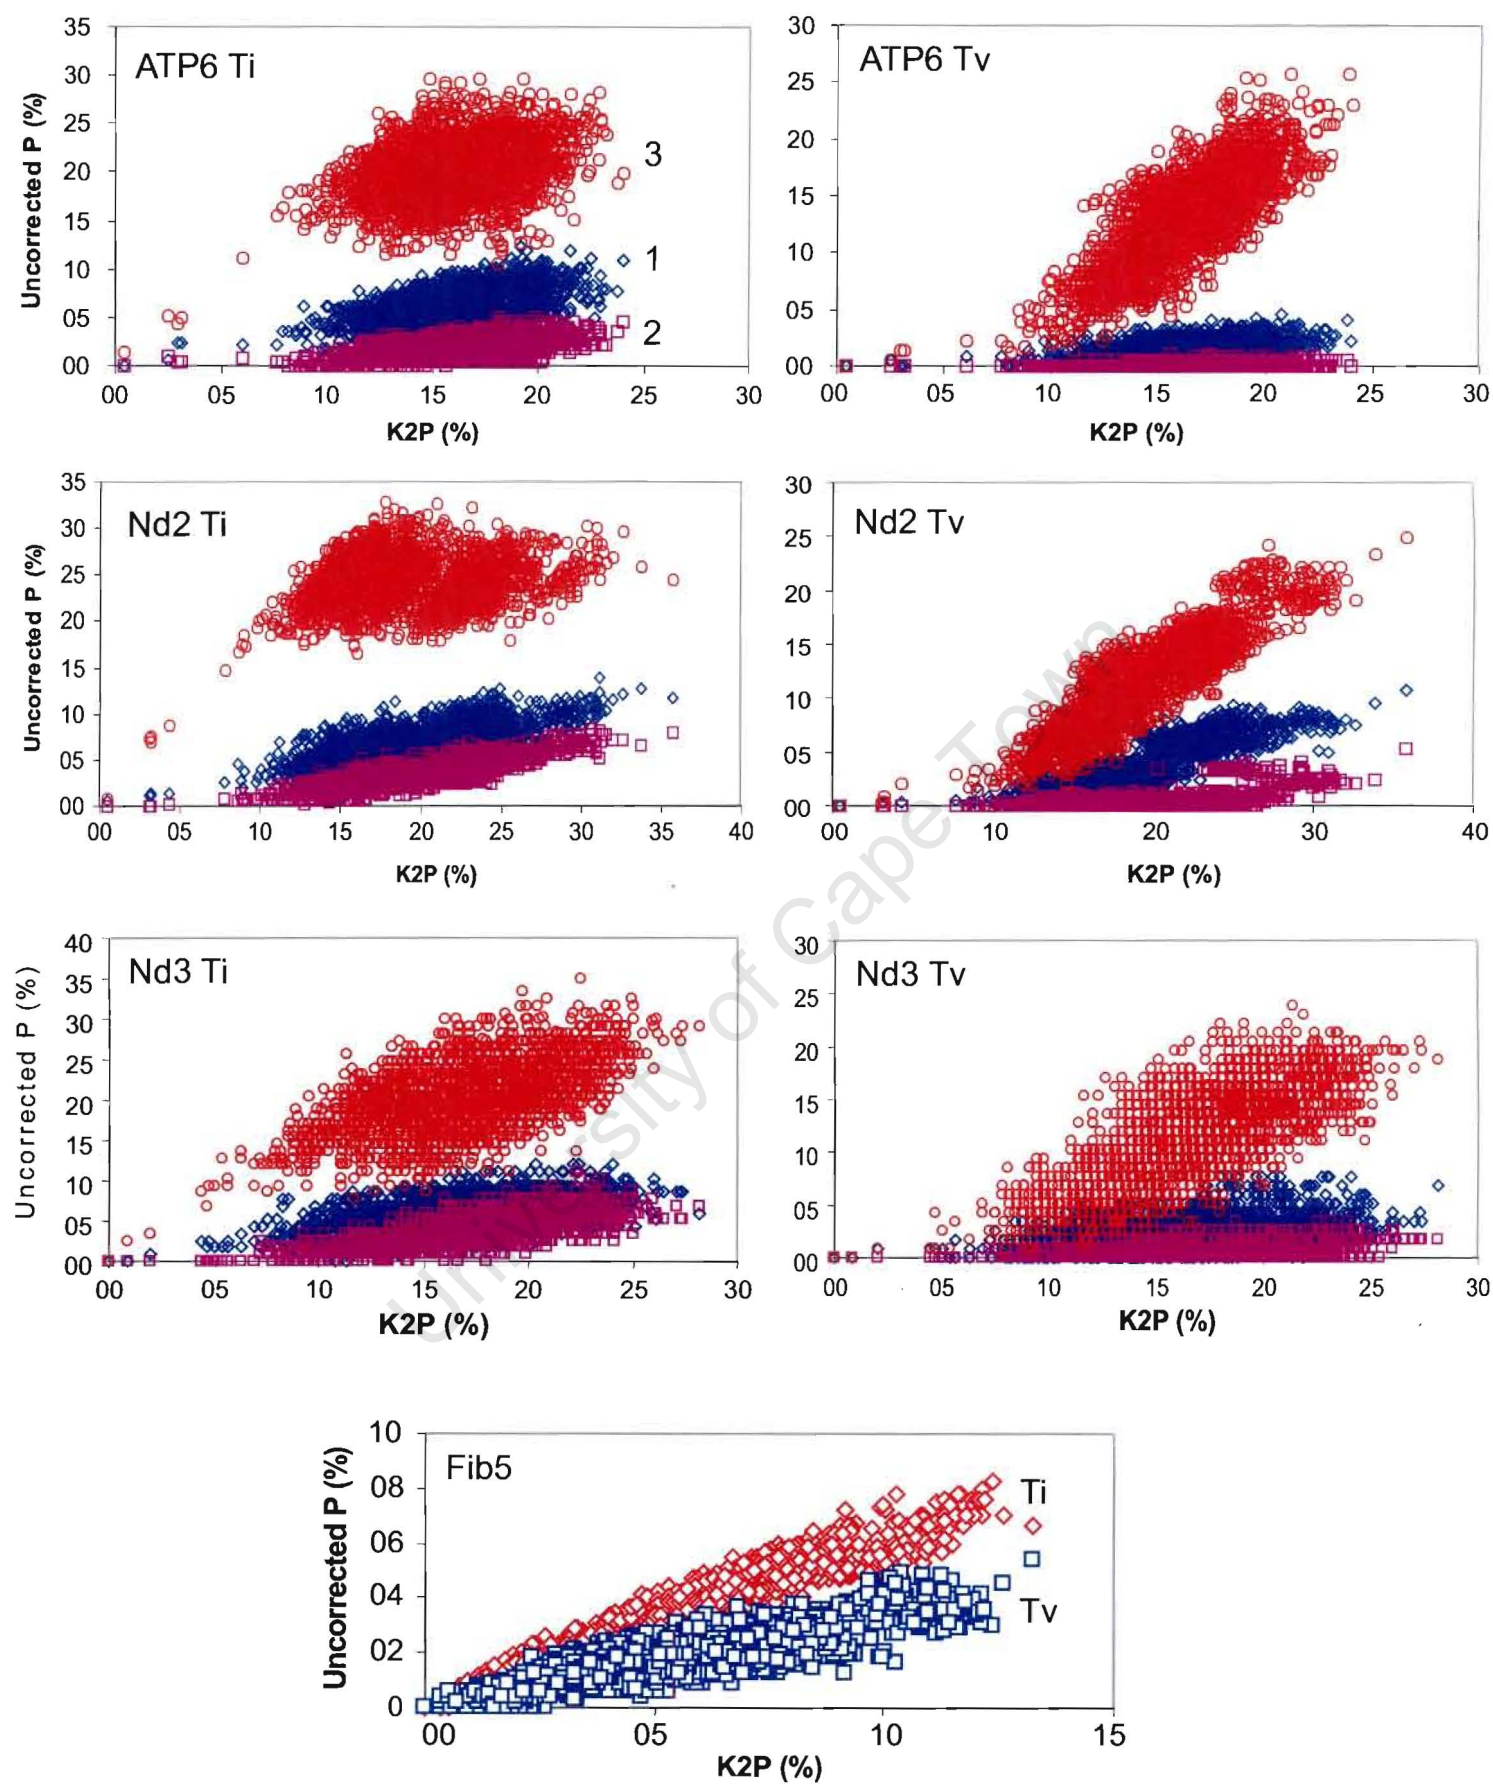 ATP6 Ti
Uncorrected P (%)
35
30
25
20
15
10
05
00
3
1
2
00 05 10 15 20 25 30
K2P (%)
ATP6 Tv
30
25
20
15
10
05
00
00 05 10 15 20 25 30
K2P (%)
Nd2 Ti
Uncorrected P (%)
35
30
25
20
15
10
05
00
00 05 10 15 20 25 30 35 40
K2P (%)
Nd2 Tv
30
25
20
15
10
05
00
00 10 20 30 40
K2P (%)
Nd3 Ti
Uncorrected P (%)
40
35
30
25
20
15
10
05
00
00 05 10 15 20 25 30
K2P (%)
Nd3 Tv
30
25
20
15
10
05
00
00 05 10 15 20 25 30
K2P (%)
Fib5
Uncorrected P (%)
10
08
06
04
02
0
Ti
Tv
00 05 10 15
K2P (%)
University of Cape Town